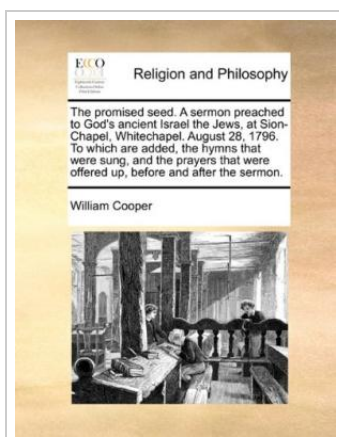 ECCO
Religion and Philosophy
The promised seed. A sermon preached
to God's ancient Israel the Jews, at Sion-
Chapel, Whitechapel. August 28, 1796.
To which are added, the hymns that
were sung, and the prayers that were
offered up, before and after the sermon.
William Cooper